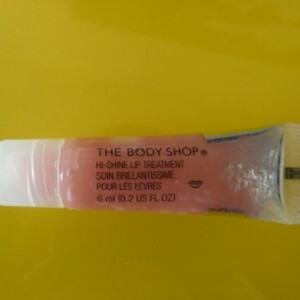 THE BODY SHOP®
HI-SHINE LIP TREATMENT
SOIN BRILLANTISSIME
POUR LES LÈVRES
6 ml (0.2 US FL OZ)